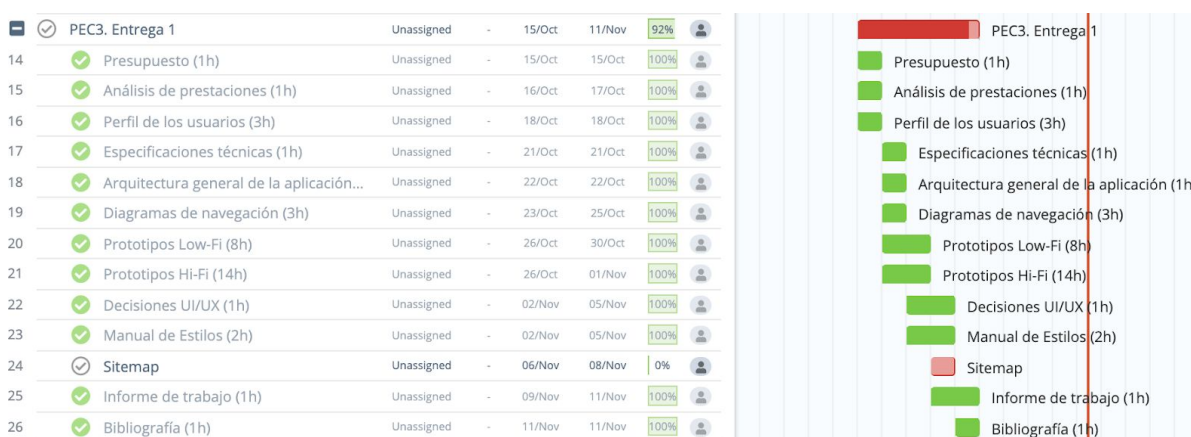 PEC3. Entrega 1 Unassigned - 15/Oct 11/Nov 92% PEC3. Entrega 1
14 Presupuesto (1h) Unassigned - 15/Oct 15/Oct 100% Presupuesto (1h)
15 Análisis de prestaciones (1h) Unassigned - 16/Oct 17/Oct 100% Análisis de prestaciones (1h)
16 Perfil de los usuarios (3h) Unassigned - 18/Oct 18/Oct 100% Perfil de los usuarios (3h)
17 Especificaciones técnicas (1h) Unassigned - 21/Oct 21/Oct 100% Especificaciones técnicas (1h)
18 Arquitectura general de la aplicación... Unassigned - 22/Oct 22/Oct 100% Arquitectura general de la aplicación (1h
19 Diagramas de navegación (3h) Unassigned - 23/Oct 25/Oct 100% Diagramas de navegación (3h)
20 Prototipos Low-Fi (8h) Unassigned - 26/Oct 30/Oct 100% Prototipos Low-Fi (8h)
21 Prototipos Hi-Fi (14h) Unassigned - 26/Oct 01/Nov 100% Prototipos Hi-Fi (14h)
22 Decisiones UI/UX (1h) Unassigned - 02/Nov 05/Nov 100% Decisiones UI/UX (1h)
23 Manual de Estilos (2h) Unassigned - 02/Nov 05/Nov 100% Manual de Estilos (2h)
24 Sitemap Unassigned - 06/Nov 08/Nov 0% Sitemap
25 Informe de trabajo (1h) Unassigned - 09/Nov 11/Nov 100% Informe de trabajo (1h)
26 Bibliografía (1h) Unassigned - 11/Nov 11/Nov 100% Bibliografía (1h)